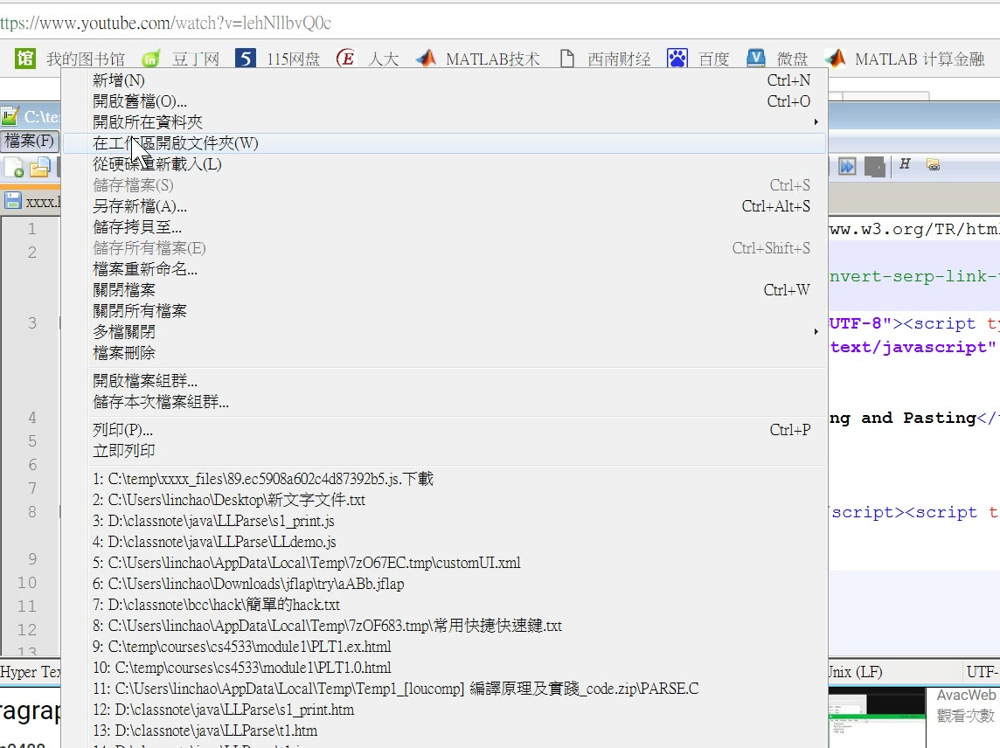 ttps://www.youtube.com/watch?v=lehNllbvQ0c
馆 我的图书馆 in 豆丁网 5 115网盘 E 人大 MATLAB技术 西南财经 百度 V 微盘 MATLAB 计算金融
新增(N) Ctrl+N
開啟舊檔(O)... Ctrl+O
C:\te
開啟所在資料夾
檔案(F)
在工作區開啟文件夾(W)
從硬碟重新載入(L)
H
儲存檔案(S) Ctrl+S
xxxx.h
另存新檔(A)... Ctrl+Alt+S
儲存拷貝至...
1 ww.w3.org/TR/html
儲存所有檔案(E) Ctrl+Shift+S
2
檔案重新命名...
nvert-serp-link-
關閉檔案 Ctrl+W
關閉所有檔案
3 =UTF-8"><script ty
多檔關閉
text/javascript"
檔案刪除
開啟檔案組群...
儲存本次檔案組群...
4 ng and Pasting</
列印(P)... Ctrl+P
5
立即列印
6
1: C:\temp\xxxx_files\89.ec5908a602c4d87392b5.js.下載
7
2: C:\Users\linchao\Desktop\新文字文件.txt
8 /script><script t
3: D:\classnote\java\LLParse\s1_print.js
4: D:\classnote\java\LLParse\LLdemo.js
9
5: C:\Users\linchao\AppData\Local\Temp\7zO67EC.tmp\customUI.xml
10
6: C:\Users\linchao\Downloads\jflap\try\aABb.jflap
11
7: D:\classnote\bcc\hack\簡單的hack.txt
12
8: C:\Users\linchao\AppData\Local\Temp\7zOF683.tmp\常用快捷快速鍵.txt
13
9: C:\temp\courses\cs4533\module1\PLT1.ex.html
10: C:\temp\courses\cs4533\module1\PLT1.0.html
Hyper Tex Unix (LF) UTF-
11: C:\Users\linchao\AppData\Local\Temp\Temp1_[loucomp] 編譯原理及實踐_code.zip\PARSE.C
AvacWeb
12: D:\classnote\java\LLParse\s1_print.htm
ragrap
觀看次數
13: D:\classnote\java\LLParse\t1.htm